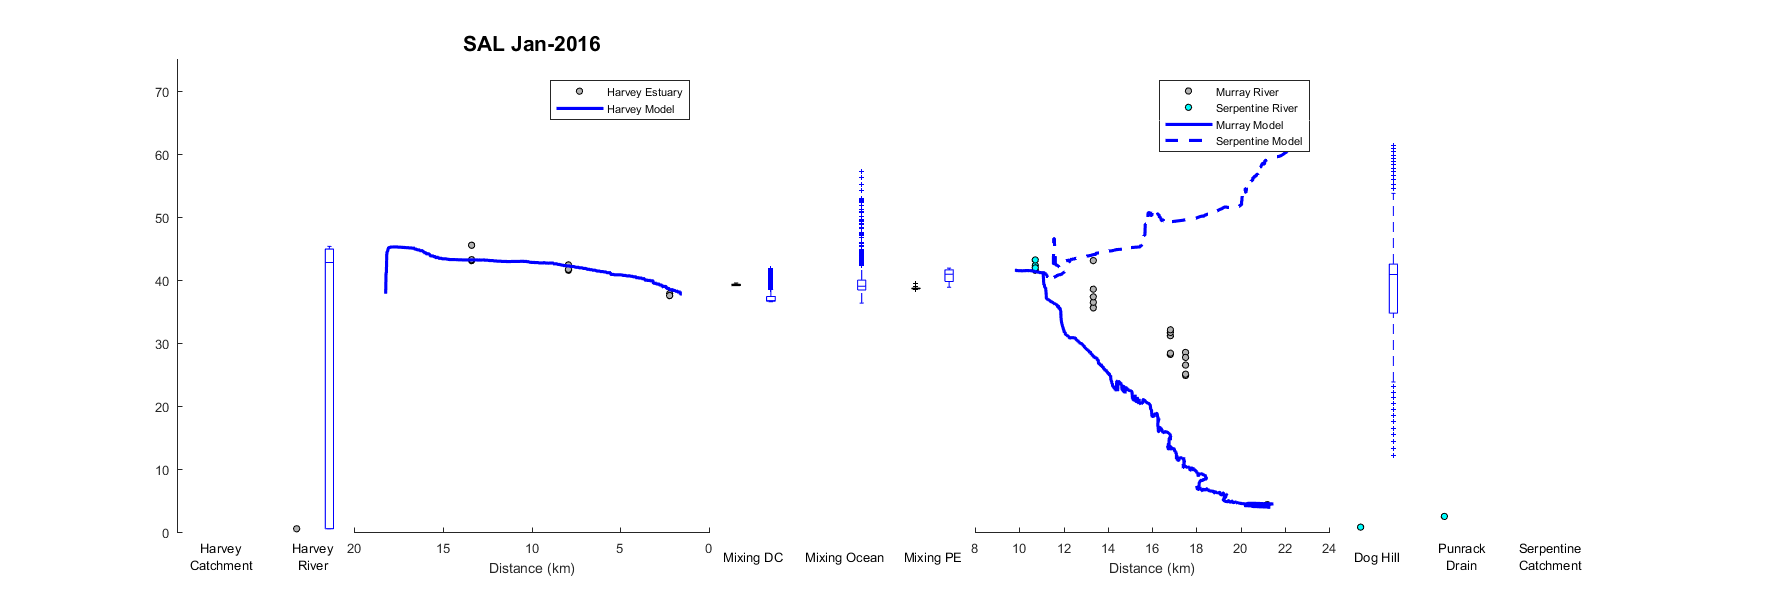 SAL Jan-2016
Harvey Estuary
Harvey Model
Murray River
Serpentine River
Murray Model
Serpentine Model
70
60
50
40
30
20
10
0
20 15 10 5 0
8 10 12 14 16 18 20 22 24
Harvey
Catchment
Harvey
River
Distance (km)
Mixing DC
Mixing Ocean
Mixing PE
Distance (km)
Dog Hill
Punrack
Drain
Serpentine
Catchment